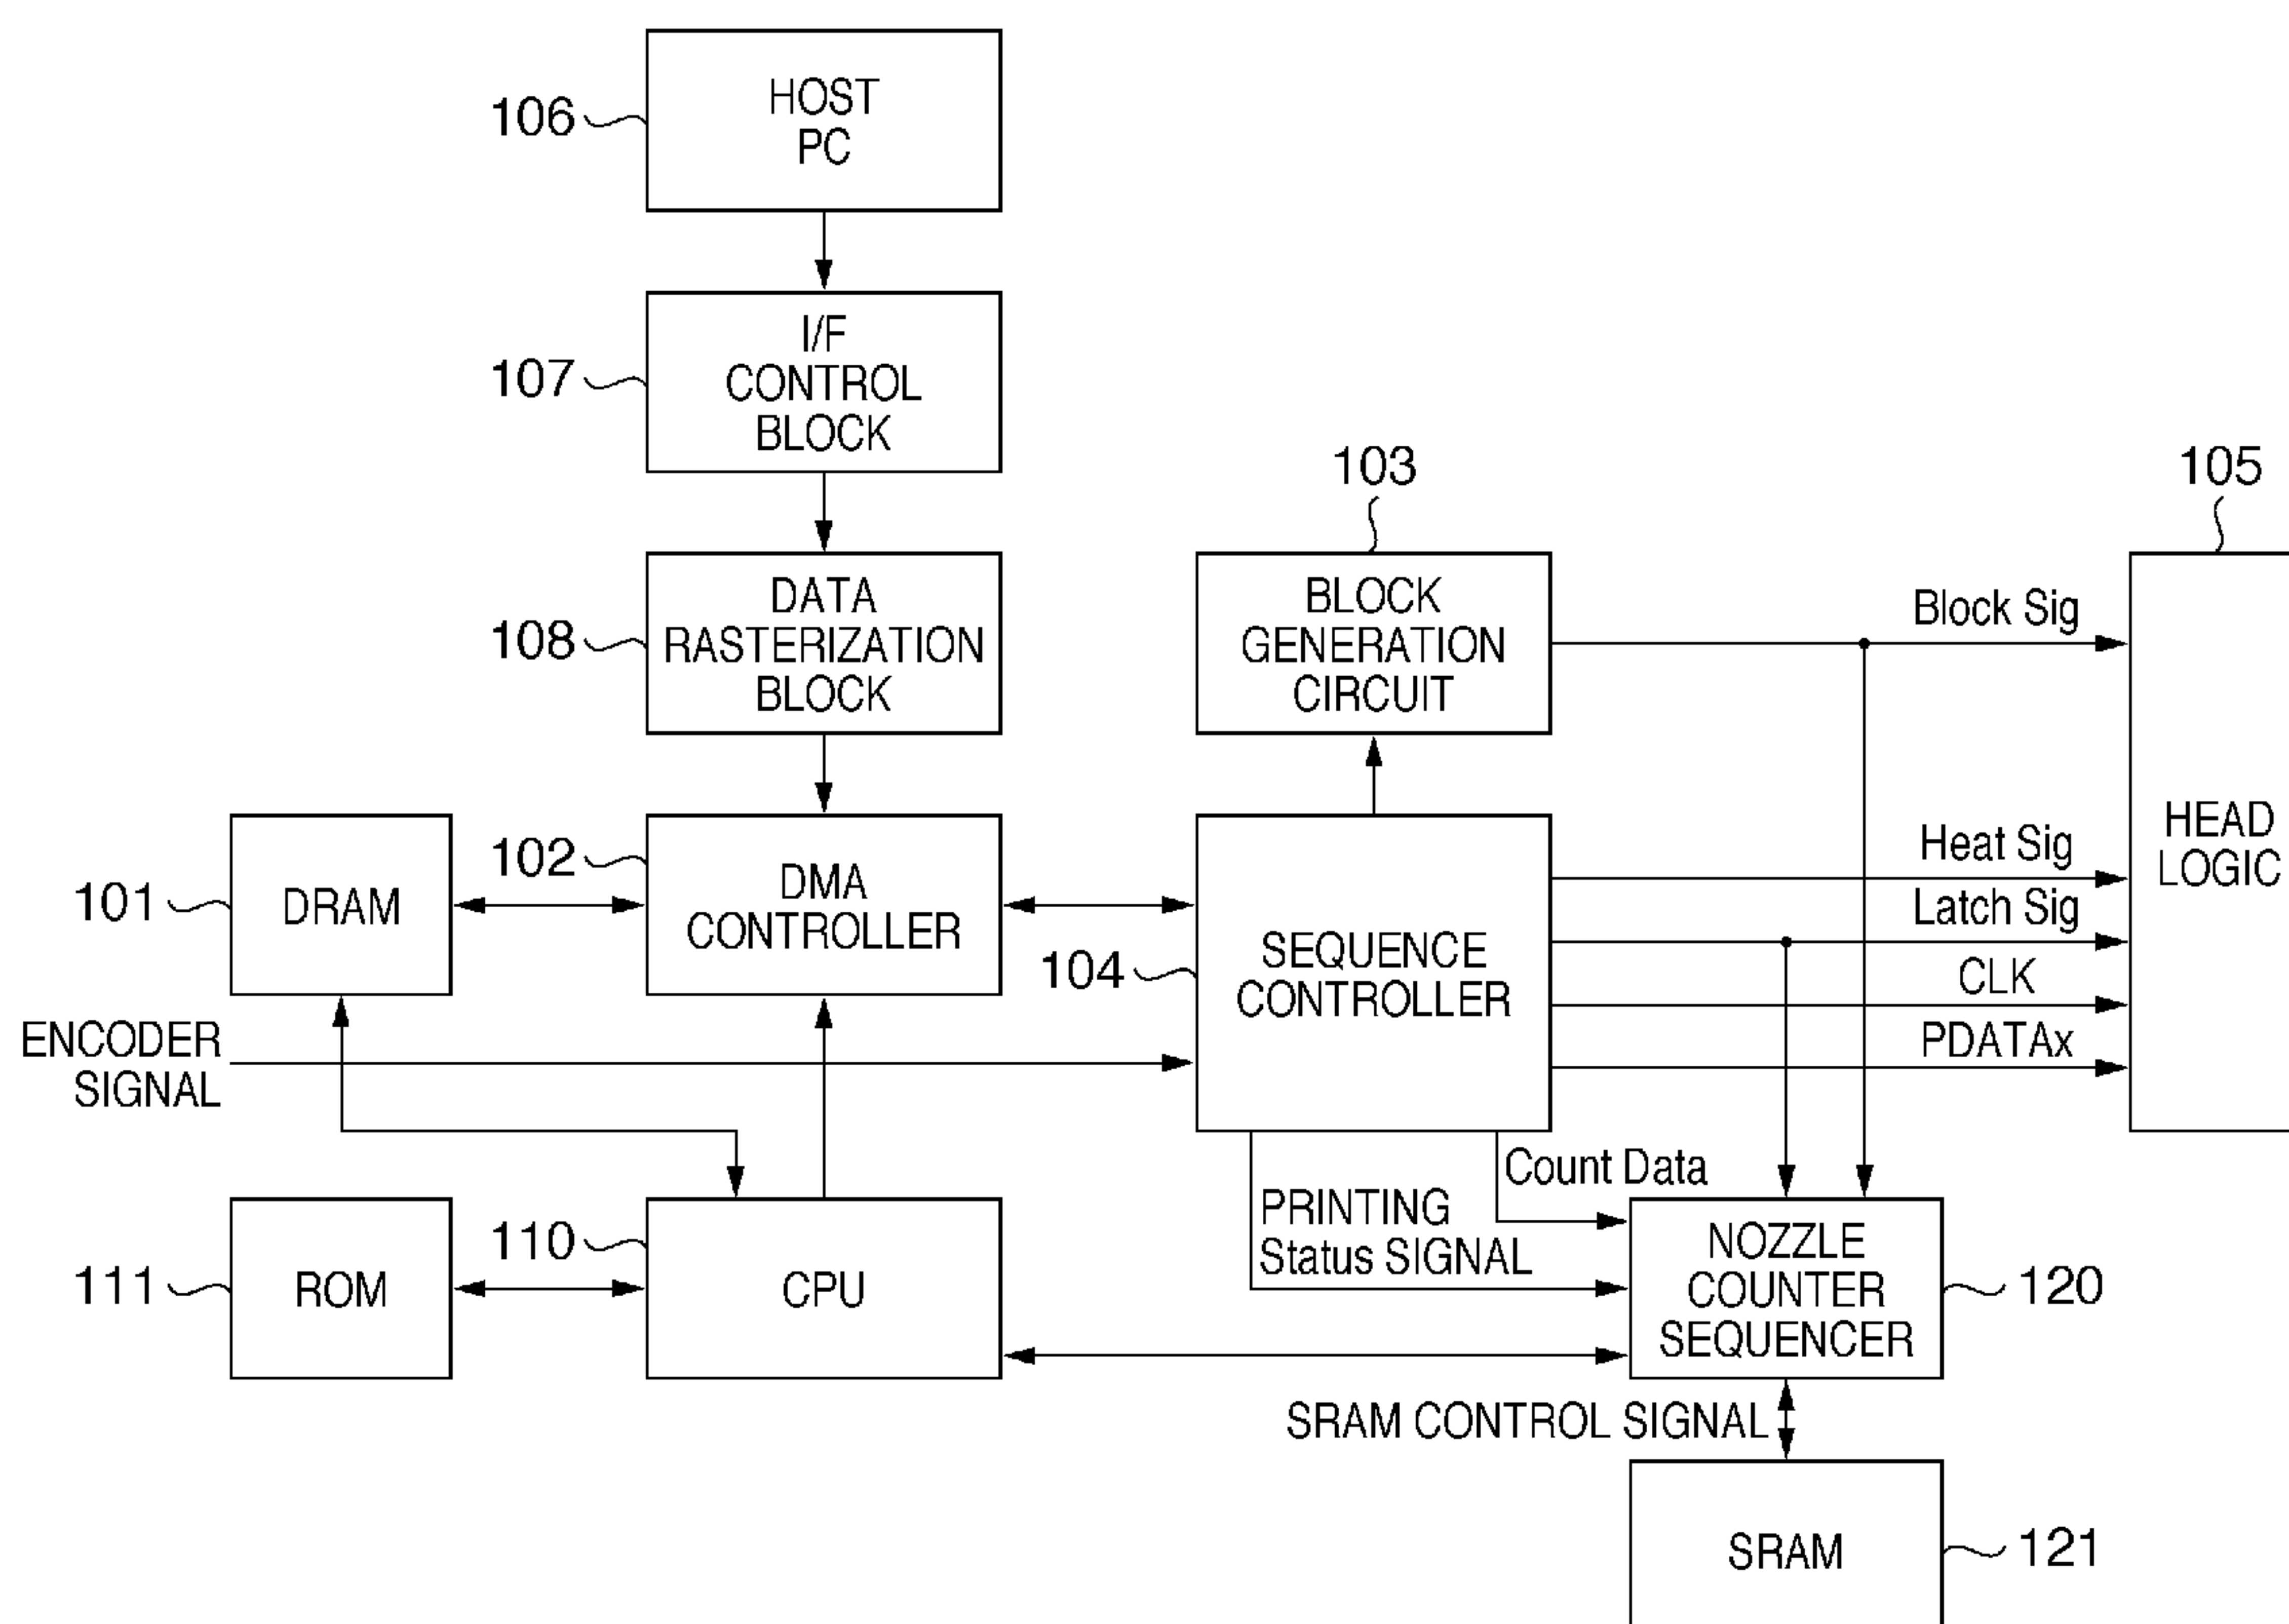 HOST
PC
106
I/F
CONTROL
BLOCK
107
103
105
DATA
RASTERIZATION
BLOCK
108
BLOCK
GENERATION
CIRCUIT
Block Sig
HEAD
LOGIC
101
DRAM
102
DMA
CONTROLLER
104
SEQUENCE
CONTROLLER
Heat Sig
Latch Sig
CLK
PDATAx
ENCODER
SIGNAL
Count Data
PRINTING
Status SIGNAL
111
ROM
110
CPU
NOZZLE
COUNTER
SEQUENCER
120
SRAM CONTROL SIGNAL
SRAM
121